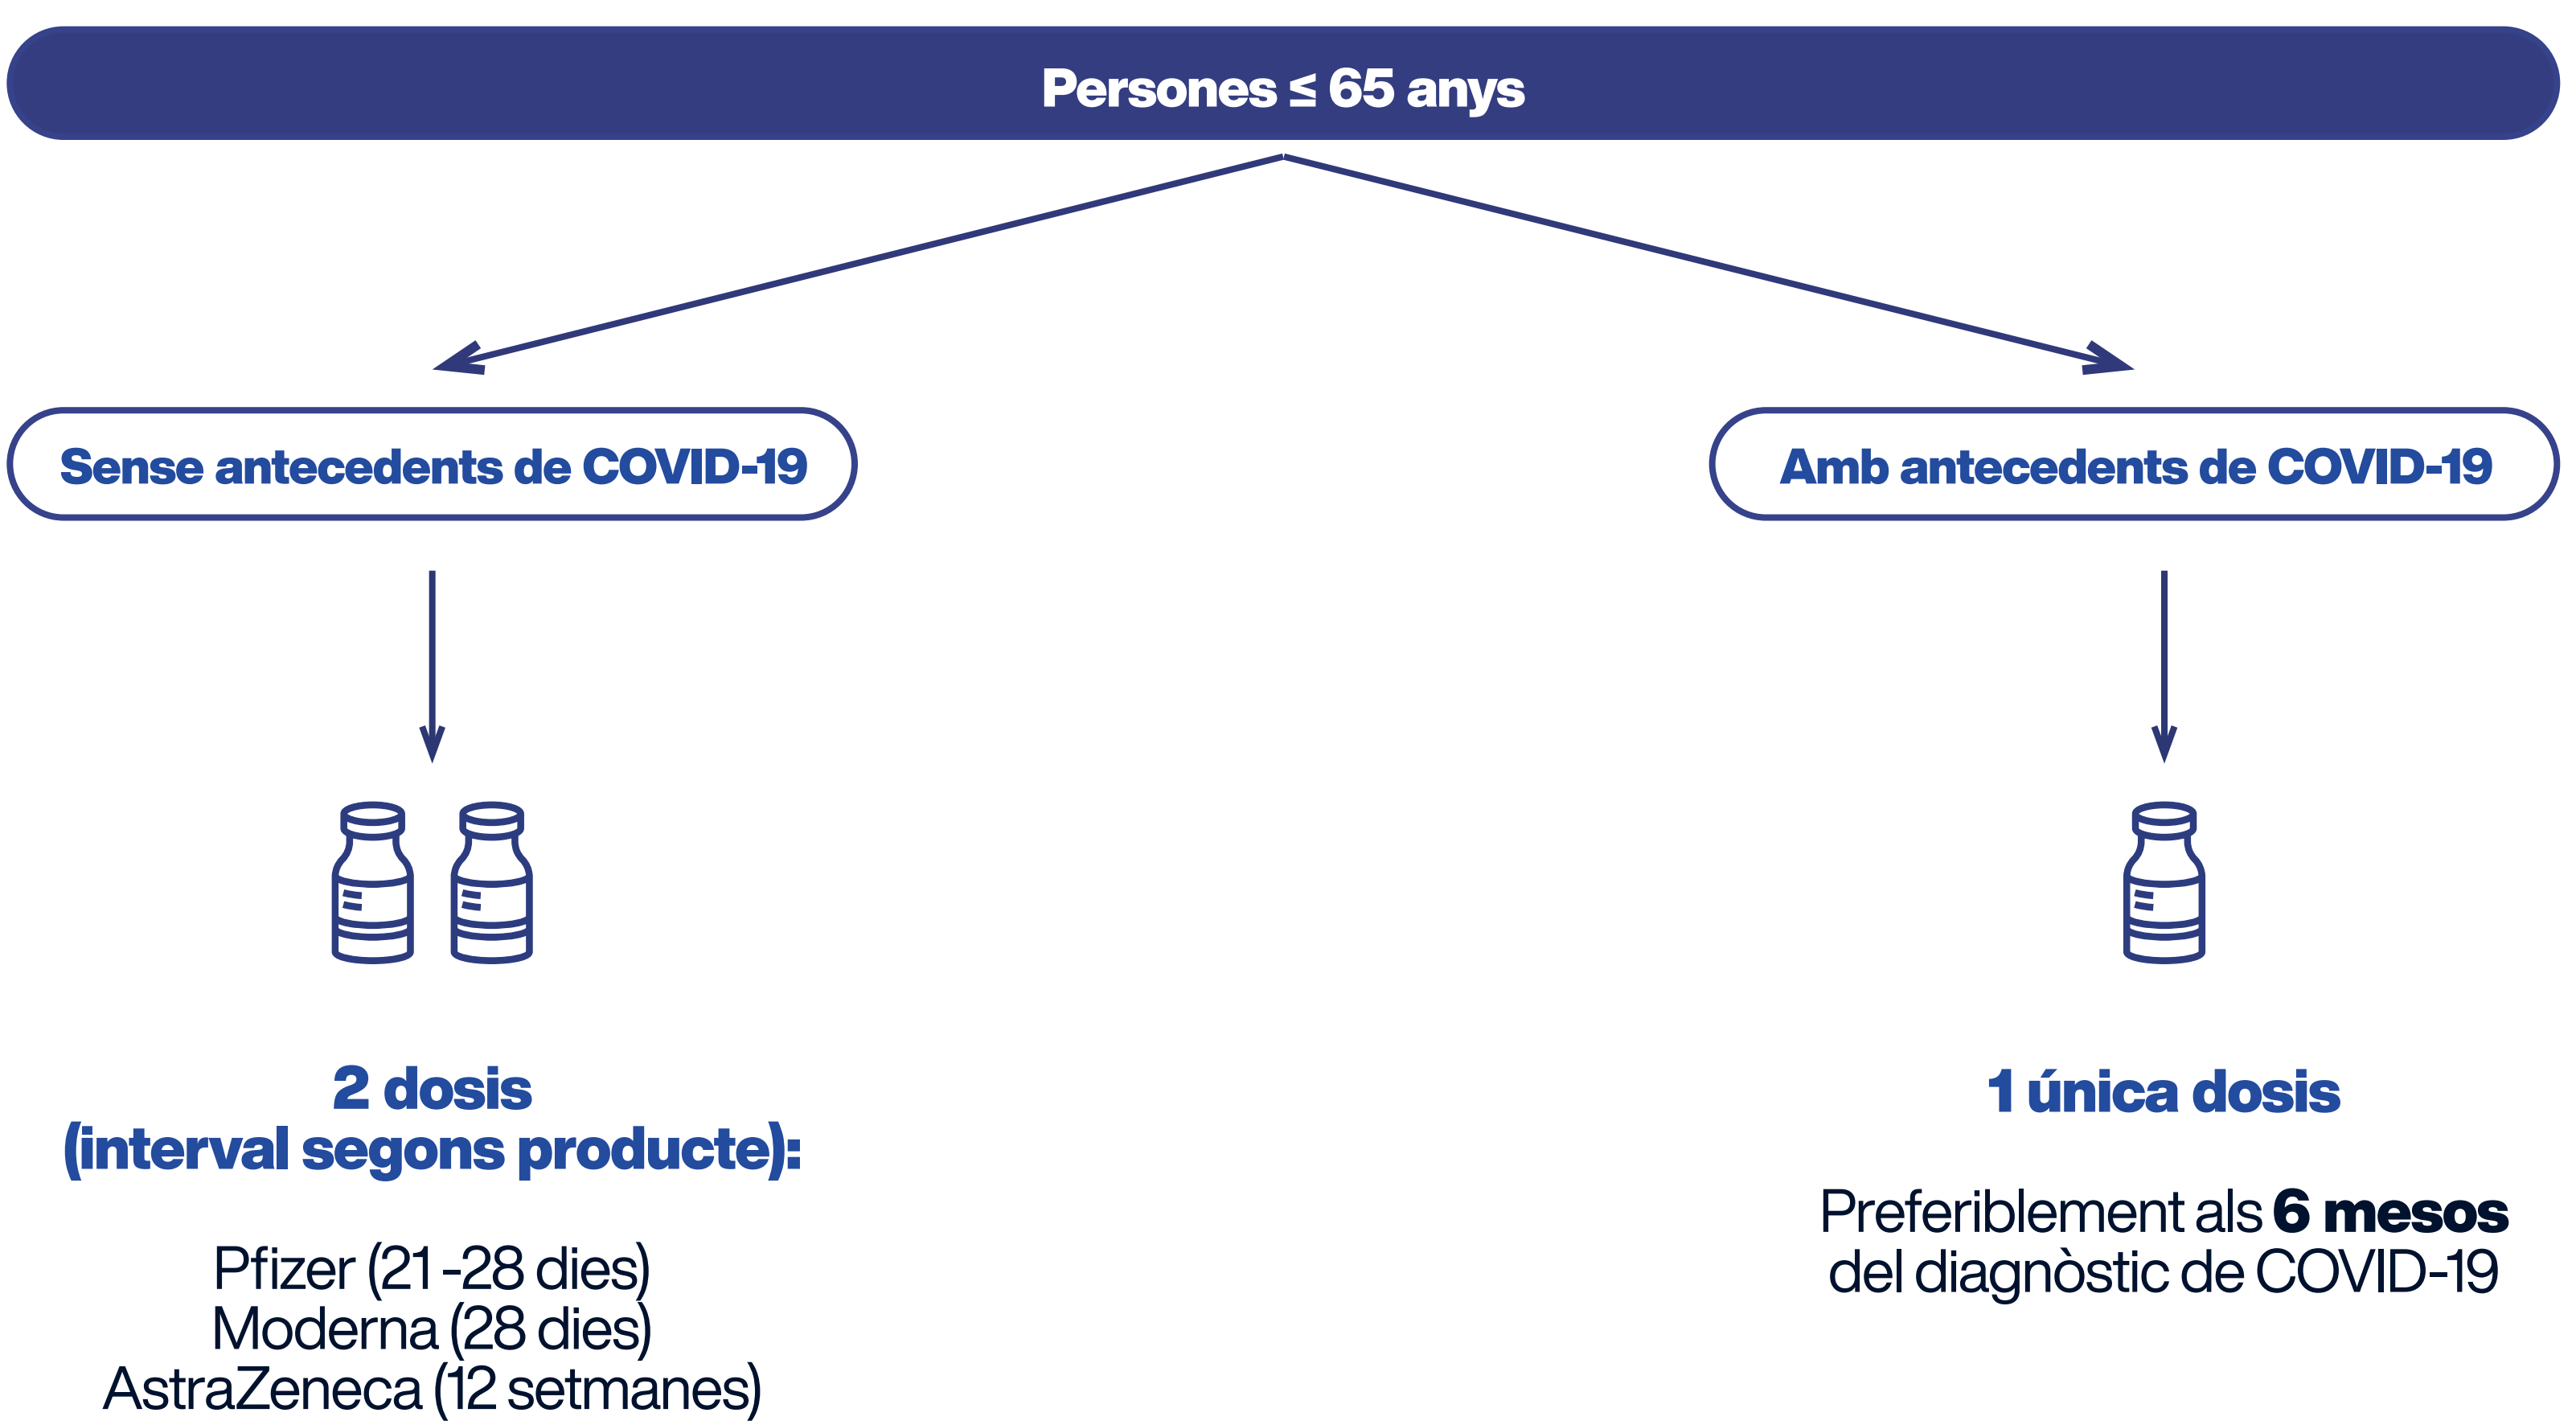 Persones ≤ 65 anys
Sense antecedents de COVID-19
Amb antecedents de COVID-19
2 dosis
(interval segons producte):
Pfizer (21 -28 dies)
Moderna (28 dies)
AstraZeneca (12 setmanes)
1 única dosis
Preferiblement als 6 mesos
del diagnòstic de COVID-19